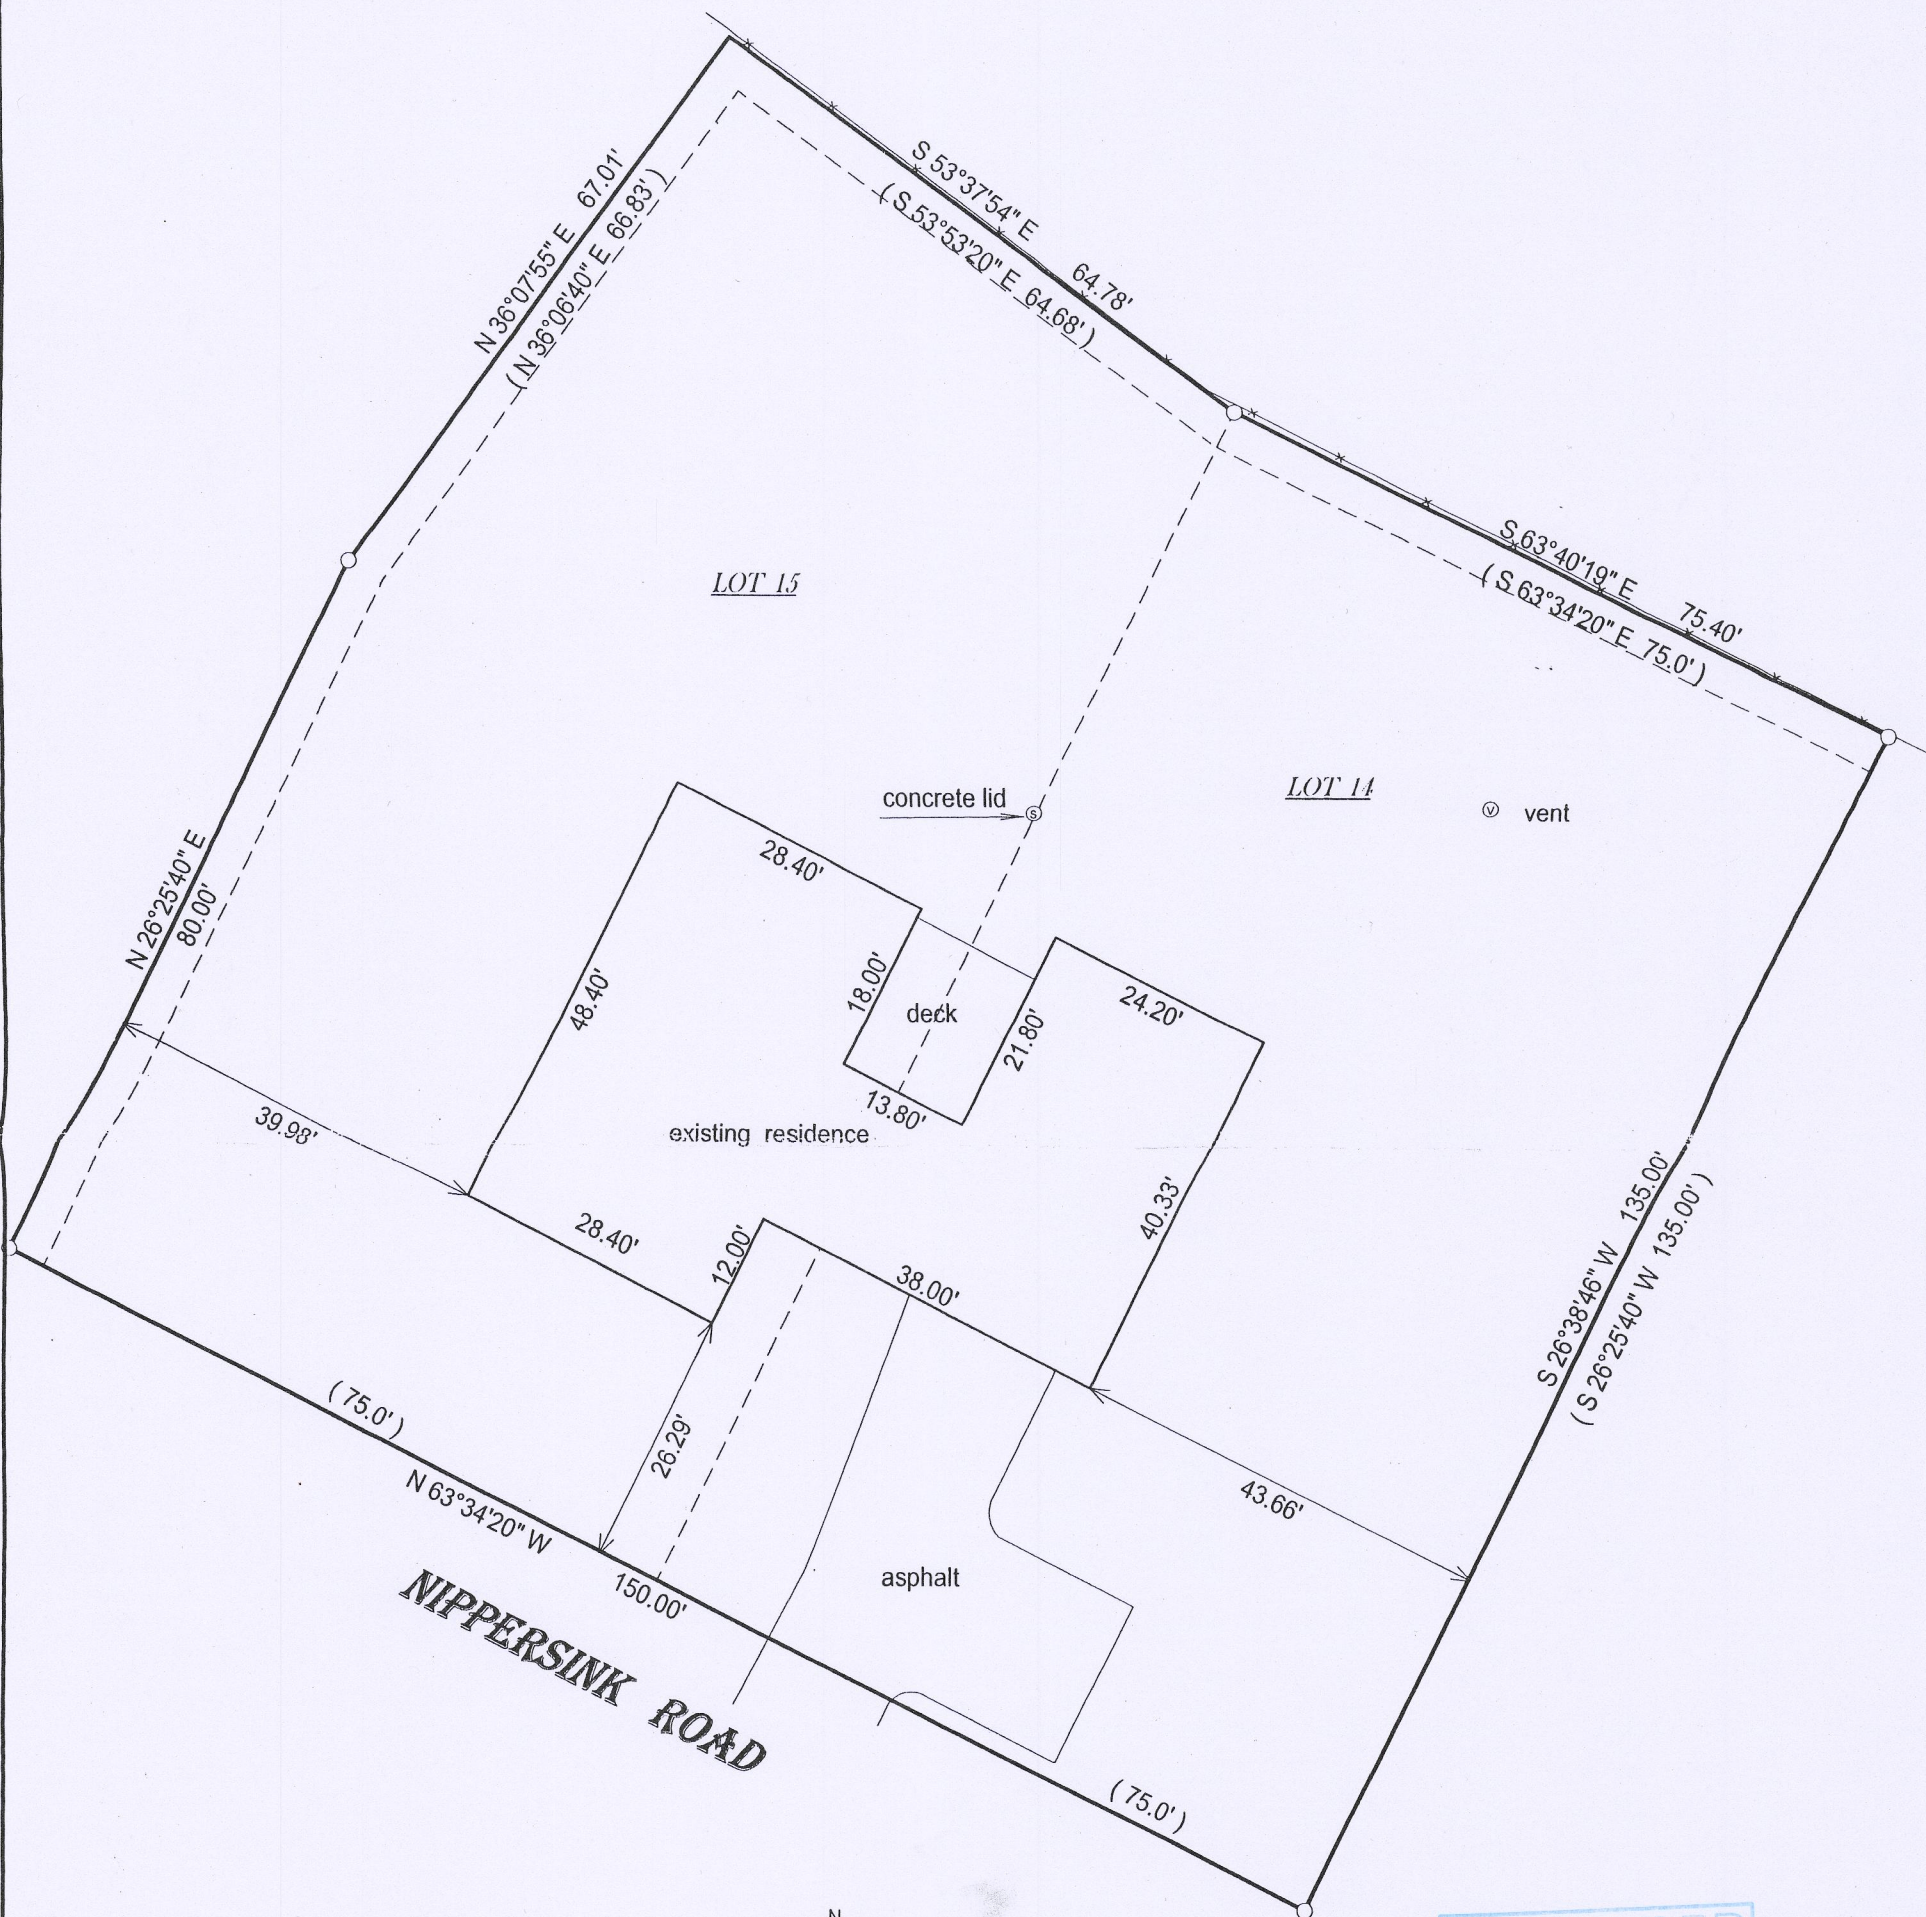 S 53°37'54" E 64.78'
( S 53°53'20" E 64.68' )
N 36°07'55" E 67.01'
( N 36°06'40" E 66.83' )
S 63°40'19" E 75.40'
( S 63°34'20" E 75.0' )
LOT 15
LOT 14
concrete lid
S
V
vent
28.40'
N 26°25'40" E
80.00'
48.40'
18.00'
deck
21.80'
24.20'
13.80'
39.98'
existing residence
28.40'
12.00'
38.00'
40.33'
S 26°38'46" W 135.00'
( S 26°25'40" W 135.00' )
( 75.0' )
26.29'
43.66'
N 63°34'20" W
150.00'
asphalt
NIPPERSINK ROAD
( 75.0' )
N